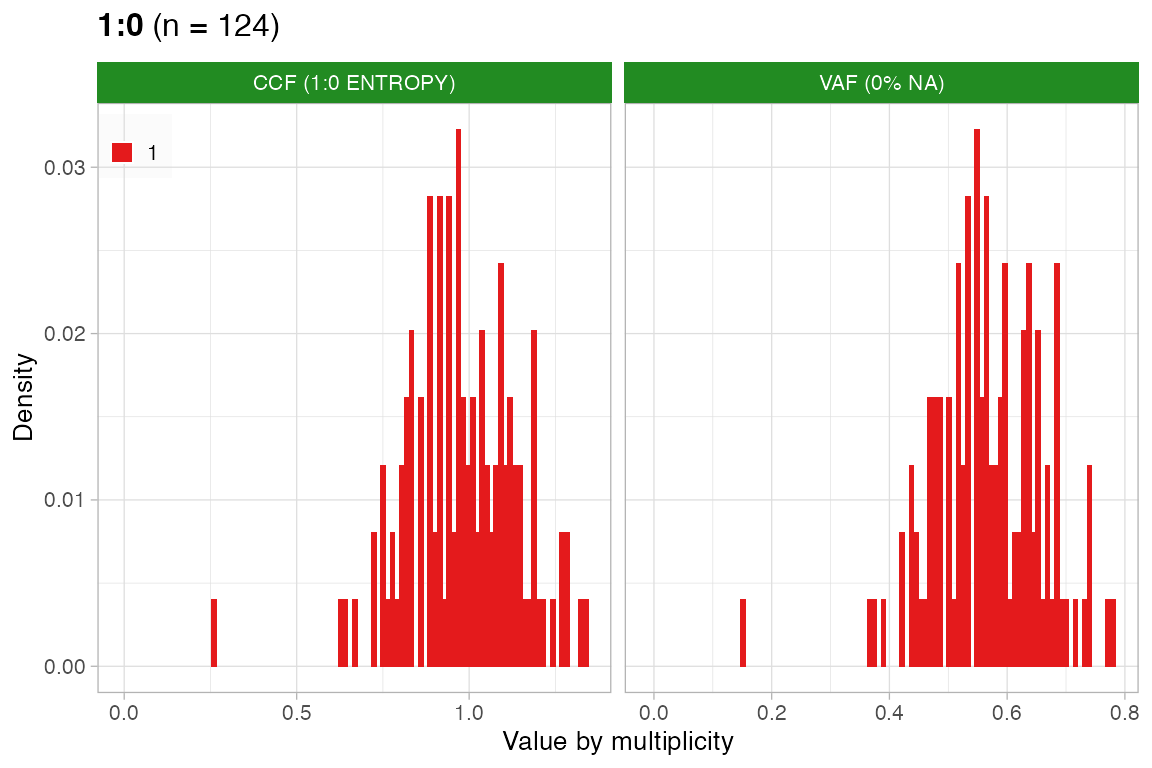 1:0 (n = 124)
CCF (1:0 ENTROPY)
VAF (0% NA)
1
0.03
0.02
0.01
0.00
Density
0.0 0.5 1.0
0.0 0.2 0.4 0.6 0.8
Value by multiplicity